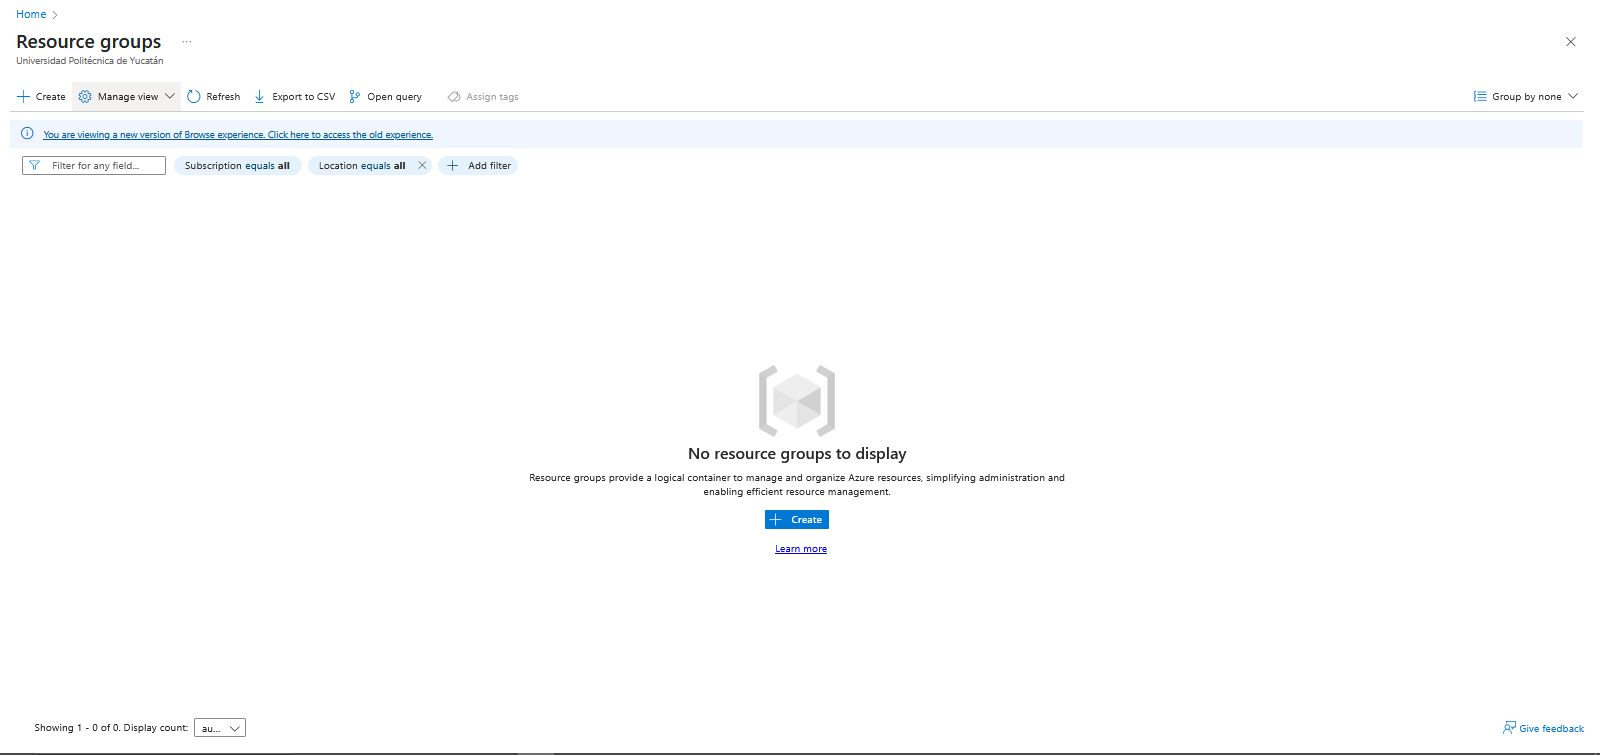 Home
Resource groups
Universidad Politécnica de Yucatán
Create Manage view Refresh Export to CSV Open query Assign tags Group by none
You are viewing a new version of Browse experience. Click here to access the old experience.
Filter for any field... Subscription equals all Location equals all Add filter
No resource groups to display
Resource groups provide a logical container to manage and organize Azure resources, simplifying administration and
enabling efficient resource management.
Create
Learn more
Showing 1 - 0 of 0. Display count: au... Give feedback